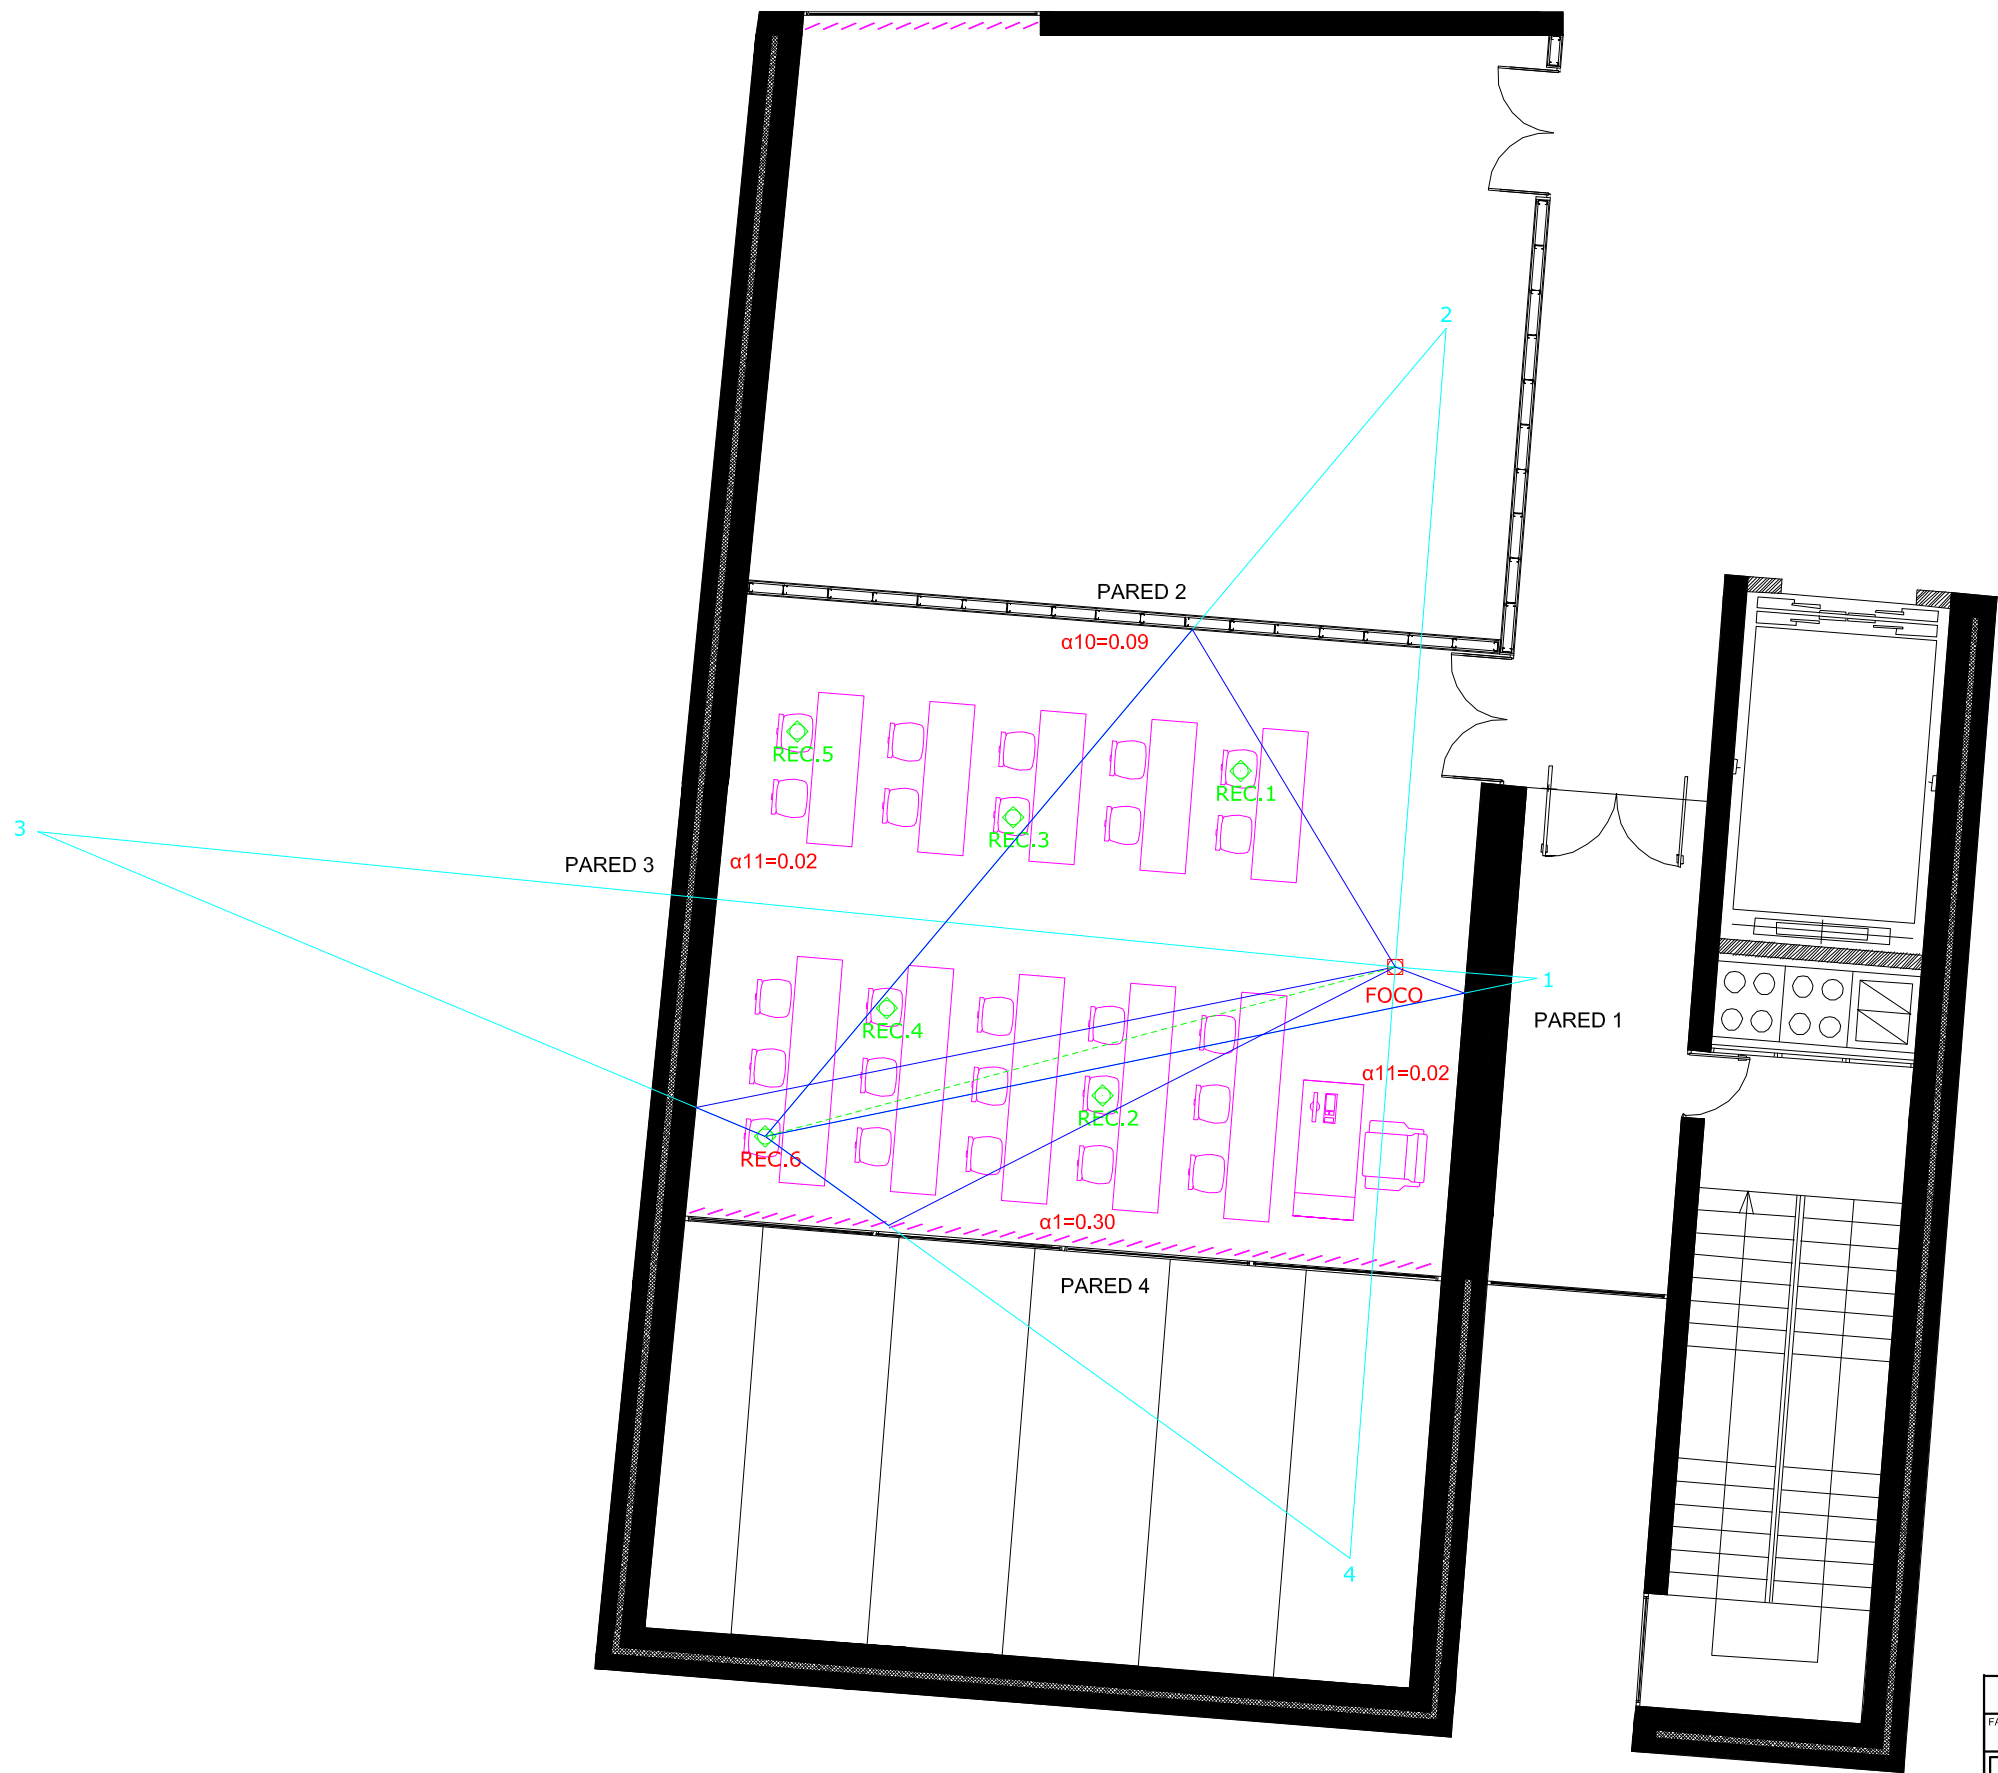 2
PARED 2
α10=0.09
REC.5
REC.1
REC.3
3
PARED 3
α11=0.02
1
FOCO
PARED 1
REC.4
α11=0.02
REC.2
REC.6
α1=0.30
PARED 4
4